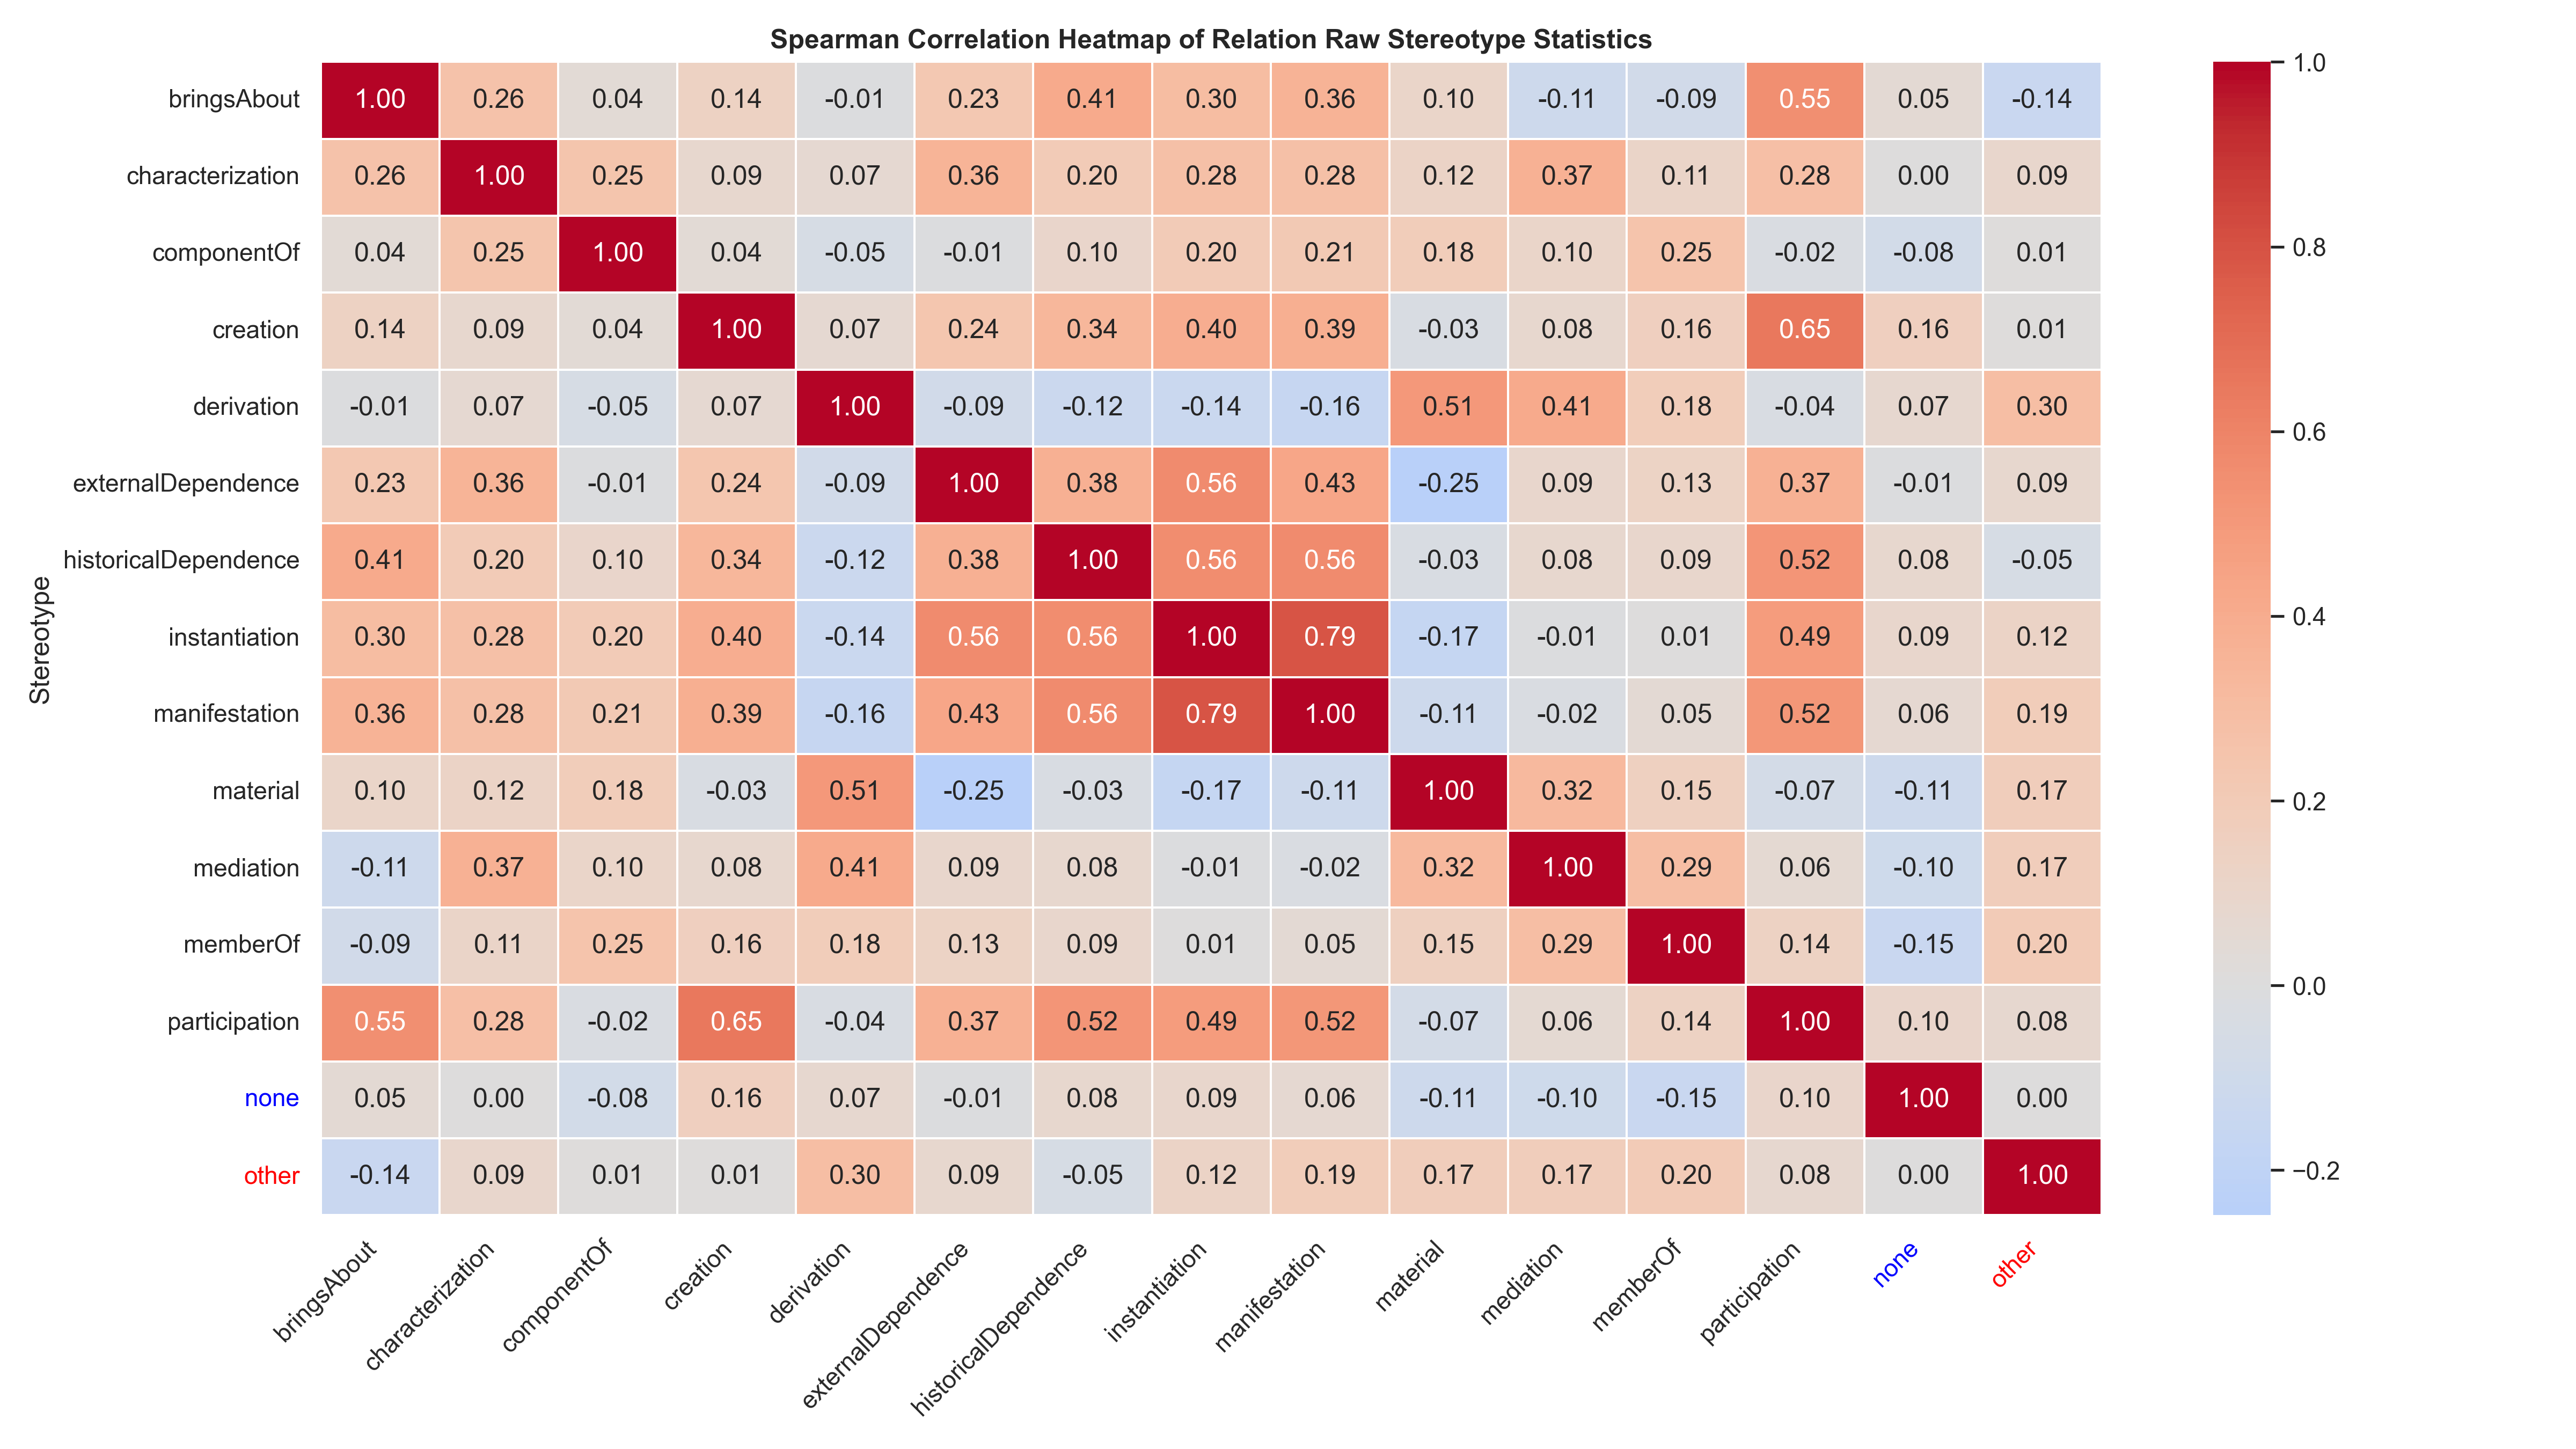 Spearman Correlation Heatmap of Relation Raw Stereotype Statistics
Stereotype
bringsAbout 1.00 0.26 0.04 0.14 -0.01 0.23 0.41 0.30 0.36 0.10 -0.11 -0.09 0.55 0.05 -0.14
characterization 0.26 1.00 0.25 0.09 0.07 0.36 0.20 0.28 0.28 0.12 0.37 0.11 0.28 0.00 0.09
componentOf 0.04 0.25 1.00 0.04 -0.05 -0.01 0.10 0.20 0.21 0.18 0.10 0.25 -0.02 -0.08 0.01
creation 0.14 0.09 0.04 1.00 0.07 0.24 0.34 0.40 0.39 -0.03 0.08 0.16 0.65 0.16 0.01
derivation -0.01 0.07 -0.05 0.07 1.00 -0.09 -0.12 -0.14 -0.16 0.51 0.41 0.18 -0.04 0.07 0.30
externalDependence 0.23 0.36 -0.01 0.24 -0.09 1.00 0.38 0.56 0.43 -0.25 0.09 0.13 0.37 -0.01 0.09
historicalDependence 0.41 0.20 0.10 0.34 -0.12 0.38 1.00 0.56 0.56 -0.03 0.08 0.09 0.52 0.08 -0.05
instantiation 0.30 0.28 0.20 0.40 -0.14 0.56 0.56 1.00 0.79 -0.17 -0.01 0.01 0.49 0.09 0.12
manifestation 0.36 0.28 0.21 0.39 -0.16 0.43 0.56 0.79 1.00 -0.11 -0.02 0.05 0.52 0.06 0.19
material 0.10 0.12 0.18 -0.03 0.51 -0.25 -0.03 -0.17 -0.11 1.00 0.32 0.15 -0.07 -0.11 0.17
mediation -0.11 0.37 0.10 0.08 0.41 0.09 0.08 -0.01 -0.02 0.32 1.00 0.29 0.06 -0.10 0.17
memberOf -0.09 0.11 0.25 0.16 0.18 0.13 0.09 0.01 0.05 0.15 0.29 1.00 0.14 -0.15 0.20
participation 0.55 0.28 -0.02 0.65 -0.04 0.37 0.52 0.49 0.52 -0.07 0.06 0.14 1.00 0.10 0.08
none 0.05 0.00 -0.08 0.16 0.07 -0.01 0.08 0.09 0.06 -0.11 -0.10 -0.15 0.10 1.00 0.00
other -0.14 0.09 0.01 0.01 0.30 0.09 -0.05 0.12 0.19 0.17 0.17 0.20 0.08 0.00 1.00
bringsAbout characterization componentOf creation derivation externalDependence historicalDependence instantiation manifestation material mediation memberOf participation none other
1.0
0.8
0.6
0.4
0.2
0.0
−0.2